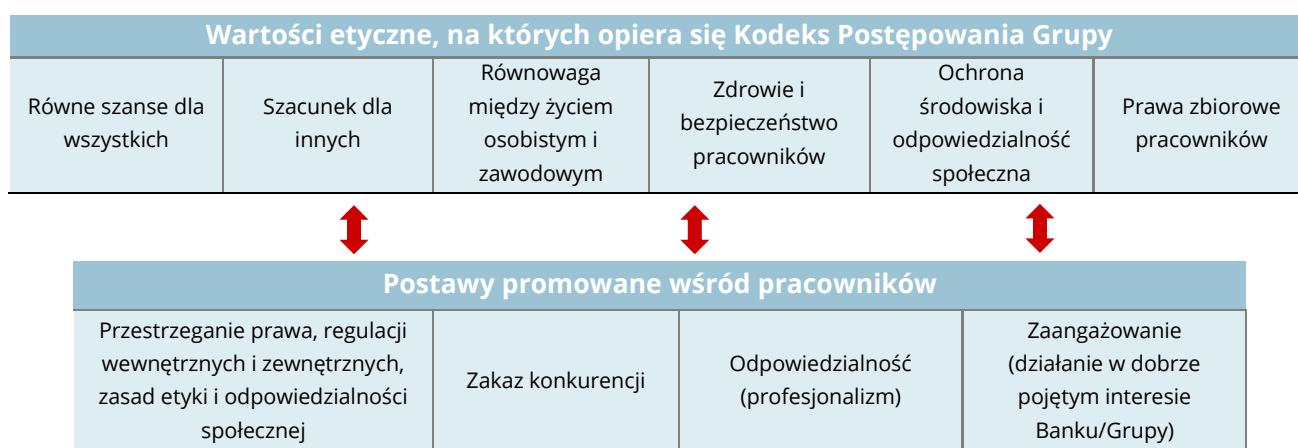 Wartości etyczne, na których opiera się Kodeks Postępowania Grupy
Równe szanse dla
wszystkich
Szacunek dla
innych
Równowaga
między życiem
osobistym i
zawodowym
Zdrowie i
bezpieczeństwo
pracowników
Ochrona
środowiska i
odpowiedzialność
społeczna
Prawa zbiorowe
pracowników
Postawy promowane wśród pracowników
Przestrzeganie prawa, regulacji
wewnętrznych i zewnętrznych,
zasad etyki i odpowiedzialności
społecznej
Zakaz konkurencji
Odpowiedzialność
(profesjonalizm)
Zaangażowanie
(działanie w dobrze
pojętym interesie
Banku/Grupy)